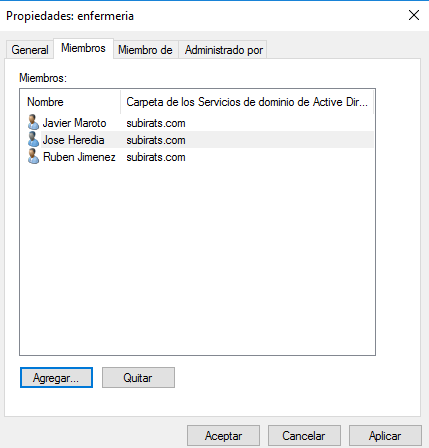 Propiedades: enfermeria
General Miembros Miembro de Administrado por
Miembros:
Nombre Carpeta de los Servicios de dominio de Active Dir...
Javier Maroto subirats.com
Jose Heredia subirats.com
Ruben Jimenez subirats.com
Agregar... Quitar
Aceptar Cancelar Aplicar